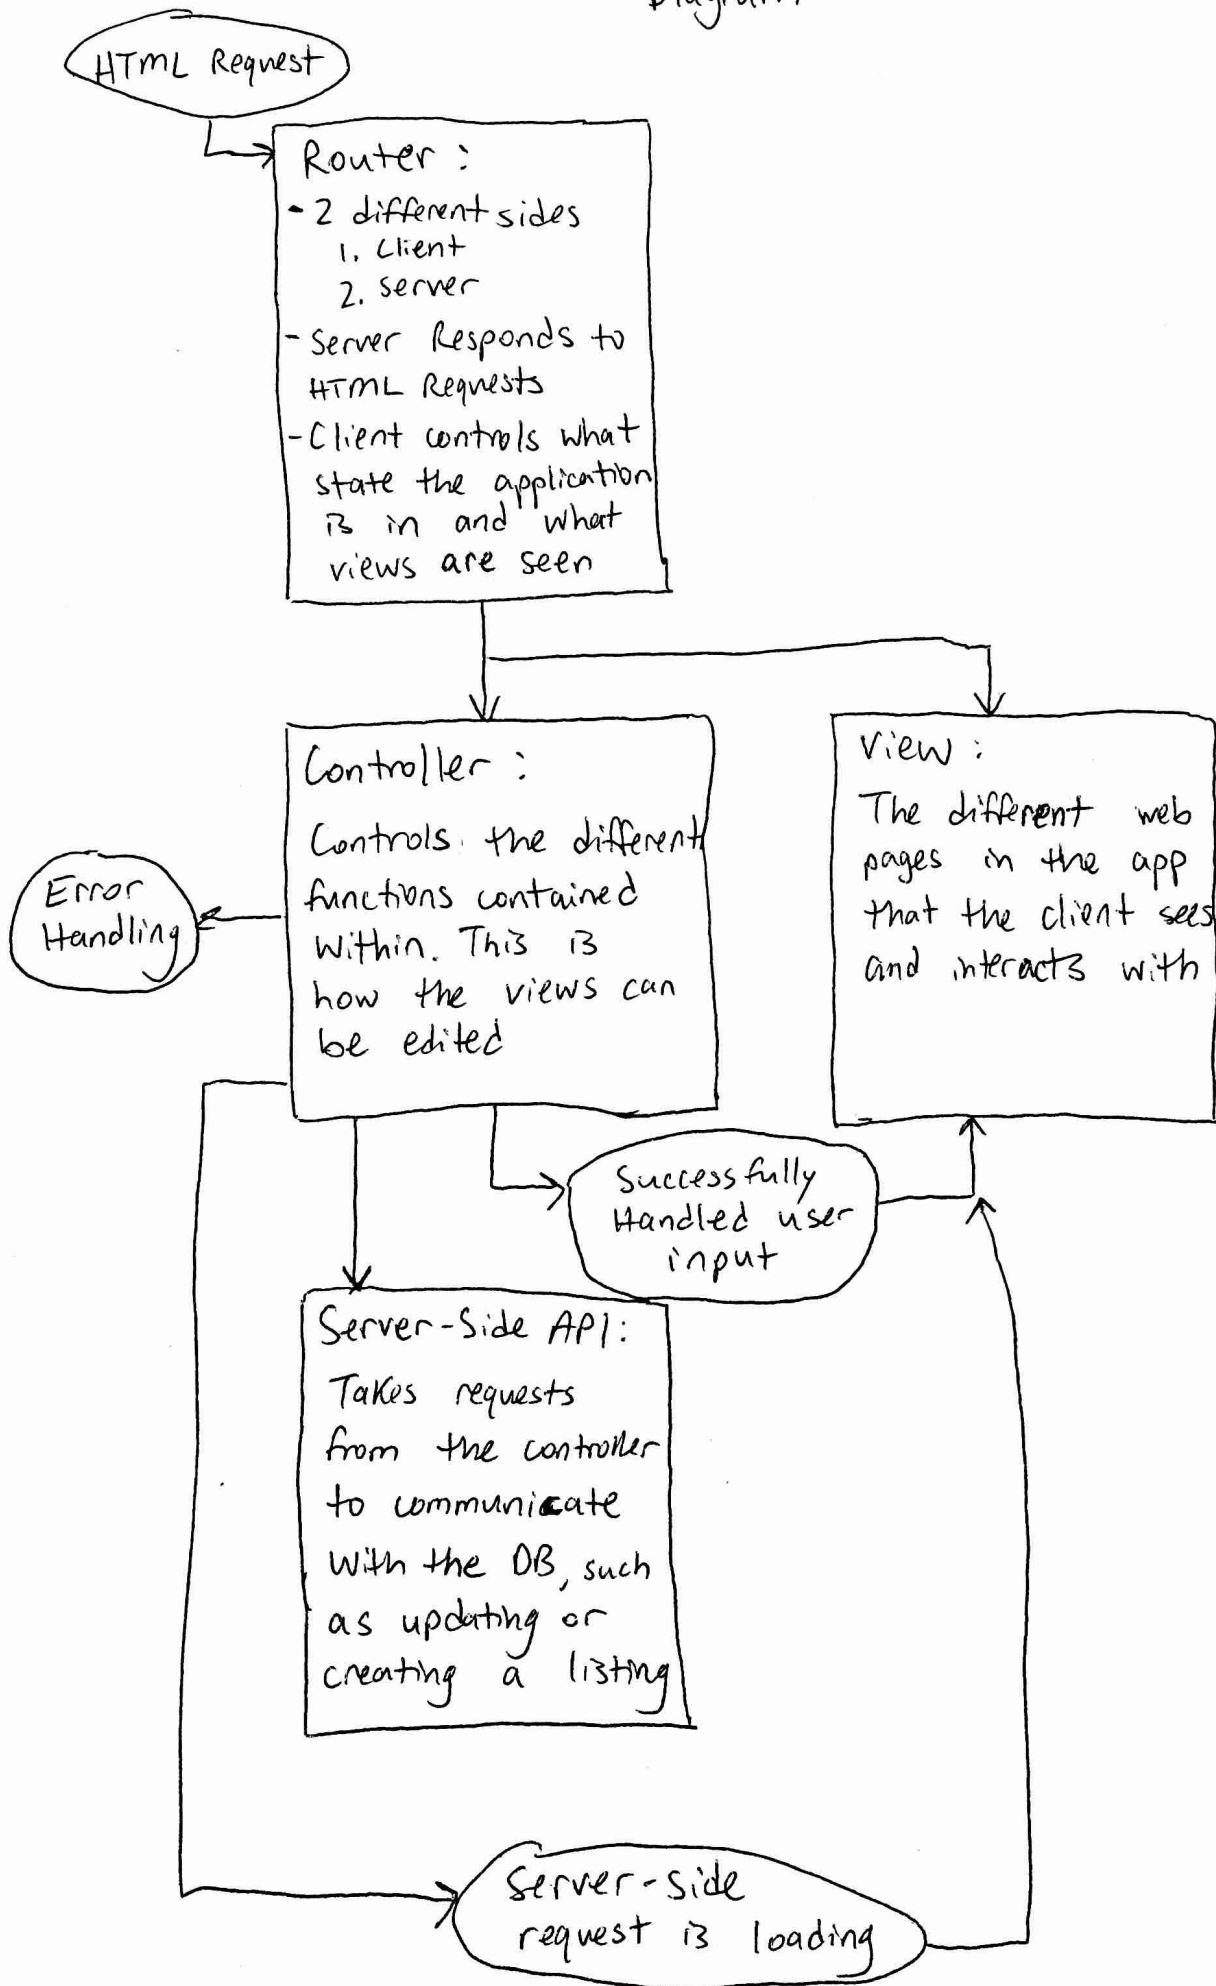 Diagram
HTML Request
Router :
- 2 different sides
1. Client
2. server
- Server Responds to
HTML Requests
- Client controls what
state the application
is in and what
views are seen
Controller :
Controls the different
functions contained
within. This is
how the views can
be edited
View :
The different web
pages in the app
that the client sees
and interacts with
Error
Handling
Successfully
Handled user
input
Server-Side API:
Takes requests
from the controller
to communicate
with the DB, such
as updating or
creating a listing
Server-side
request is loading